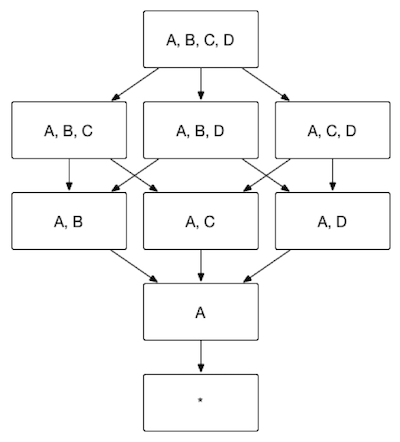 A, B, C, D
A, B, C
A, B, D
A, C, D
A, B
A, C
A, D
A
*